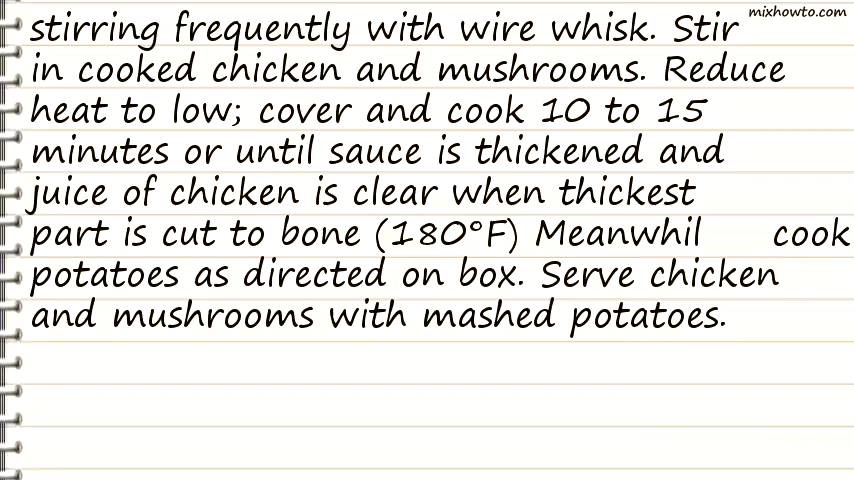 mixhowto.com
stirring frequently with wire whisk. Stir
in cooked chicken and mushrooms. Reduce
heat to low; cover and cook 10 to 15
minutes or until sauce is thickened and
juice of chicken is clear when thickest
part is cut to bone (180°F) Meanwhil cook
potatoes as directed on box. Serve chicken
and mushrooms with mashed potatoes.